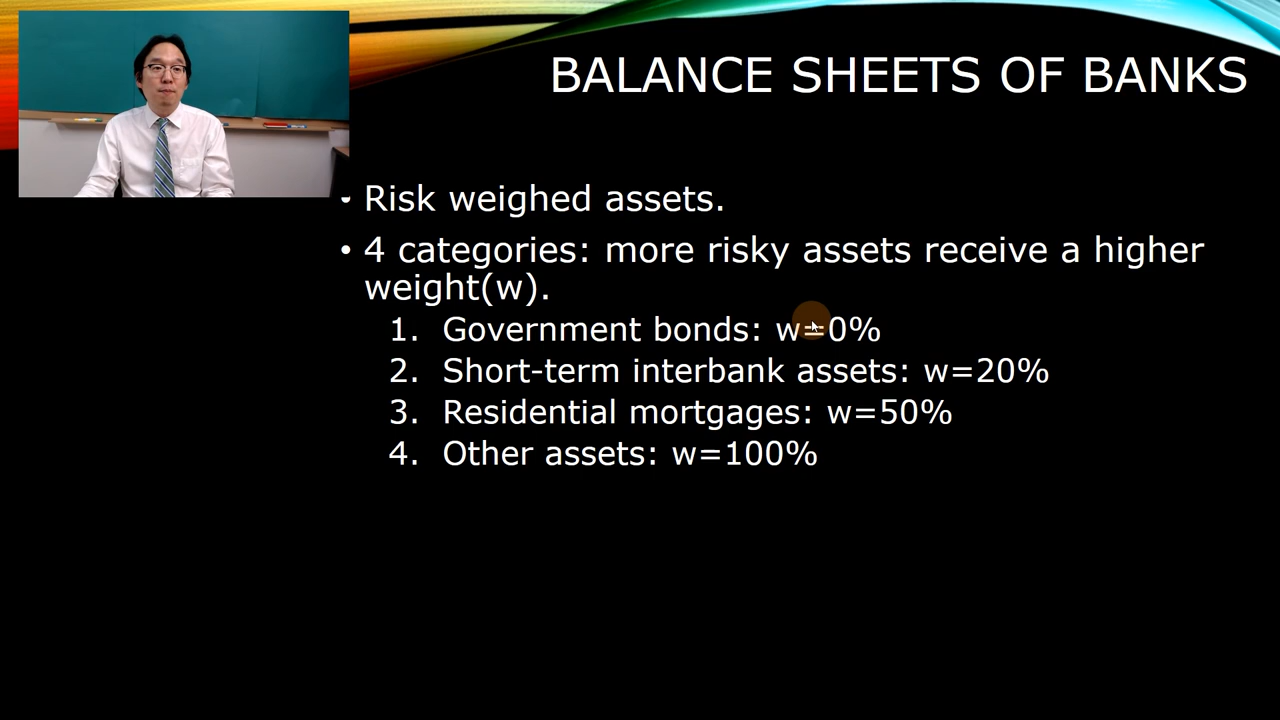 BALANCE SHEETS OF BANKS
• Risk weighed assets.
• 4 categories: more risky assets receive a higher
weight(w).
1. Government bonds: w=0%
2. Short-term interbank assets: w=20%
3. Residential mortgages: w=50%
4. Other assets: w=100%